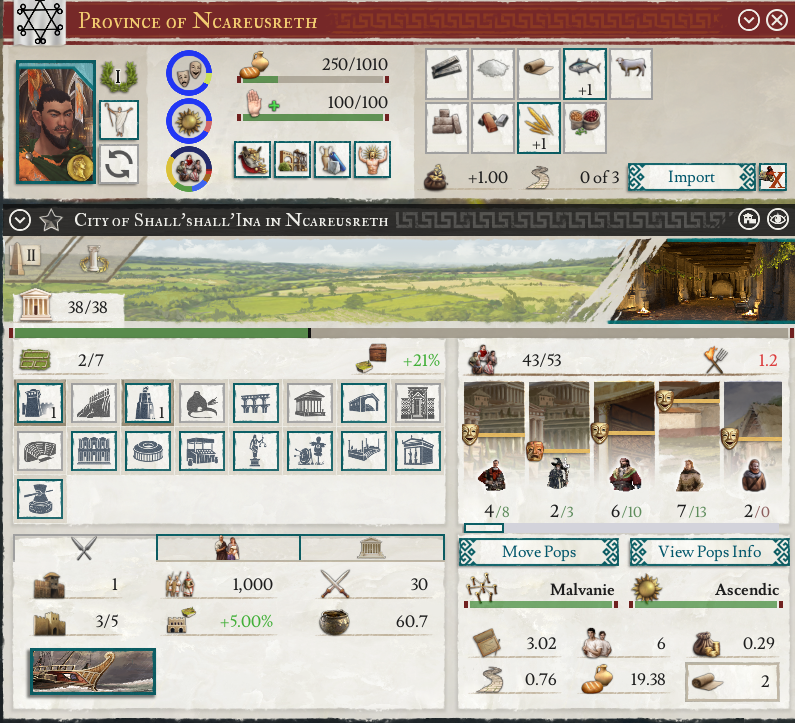 Province of Ncareusreth
I
250/1010
100/100
+1
+1
+1.00
0 of 3
Import
City of Shall'shall'Ina in Ncareusreth
II
38/38
2/7
+21%
43/53
1.2
1
1
4/8
2/3
6/10
7/13
2/0
Move Pops
View Pops Info
1
1,000
30
Malvanie
Ascendic
3/5
+5.00%
60.7
3.02
6
0.29
0.76
19.38
2